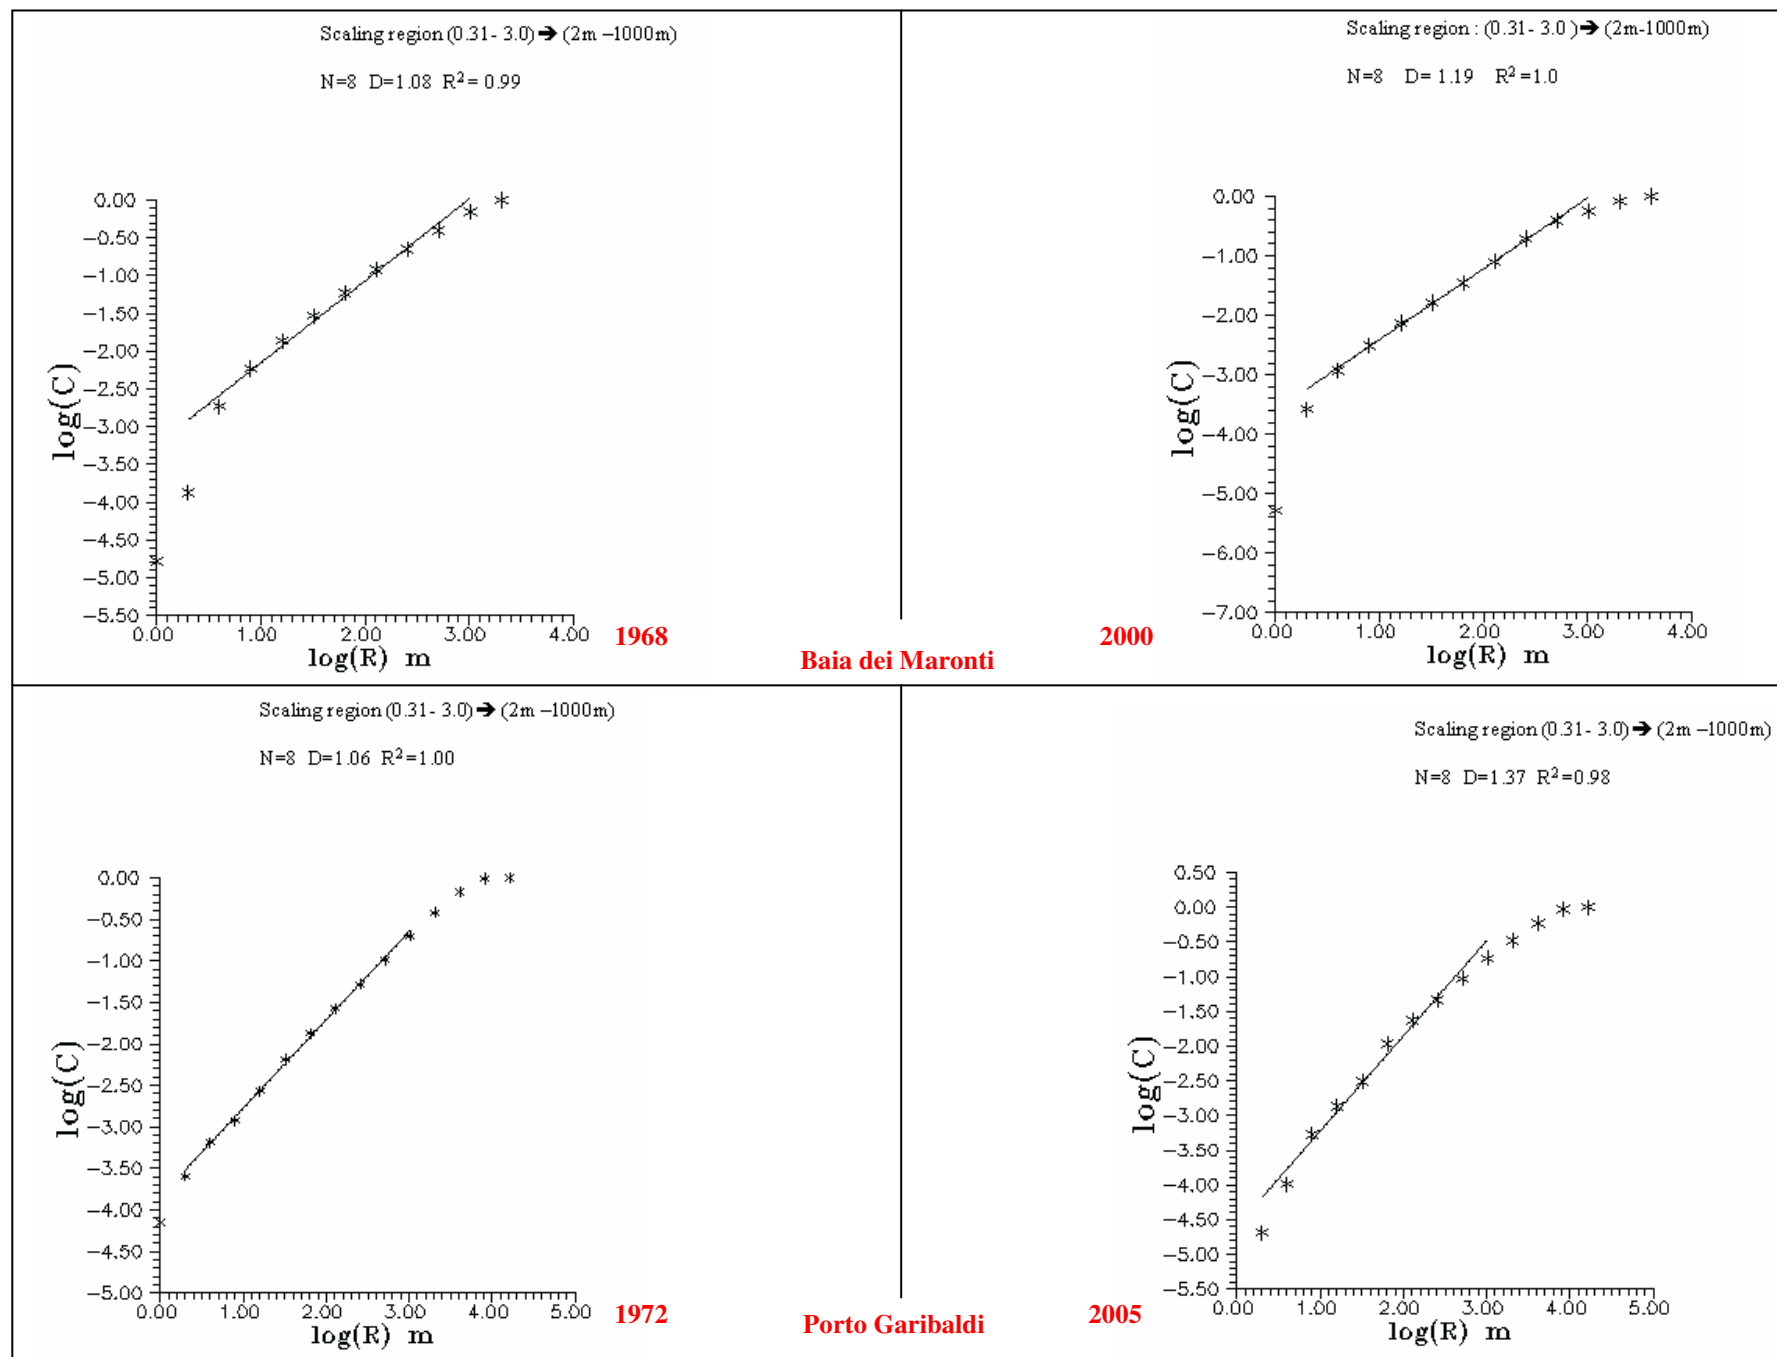 Scaling region (0.31- 3.0) ➔ (2m –1000m)
N=8 D=1.08 R² = 0.99
0.00
−0.50
−1.00
−1.50
−2.00
−2.50
−3.00
−3.50
−4.00
−4.50
−5.00
−5.50
log(C)
0.00 1.00 2.00 3.00 4.00
log(R) m
1968
Scaling region : (0.31- 3.0 ) ➔ (2m-1000m)
N=8 D= 1.19 R² =1.0
0.00
−1.00
−2.00
−3.00
−4.00
−5.00
−6.00
−7.00
log(C)
0.00 1.00 2.00 3.00 4.00
log(R) m
2000
Baia dei Maronti
Scaling region (0.31- 3.0) ➔ (2m –1000m)
N=8 D=1.06 R² =1.00
0.00
−0.50
−1.00
−1.50
−2.00
−2.50
−3.00
−3.50
−4.00
−4.50
−5.00
log(C)
0.00 1.00 2.00 3.00 4.00 5.00
log(R) m
1972
Scaling region (0.31- 3.0) ➔ (2m –1000m)
N=8 D=1.37 R² =0.98
0.50
0.00
−0.50
−1.00
−1.50
−2.00
−2.50
−3.00
−3.50
−4.00
−4.50
−5.00
−5.50
log(C)
0.00 1.00 2.00 3.00 4.00 5.00
log(R) m
2005
Porto Garibaldi